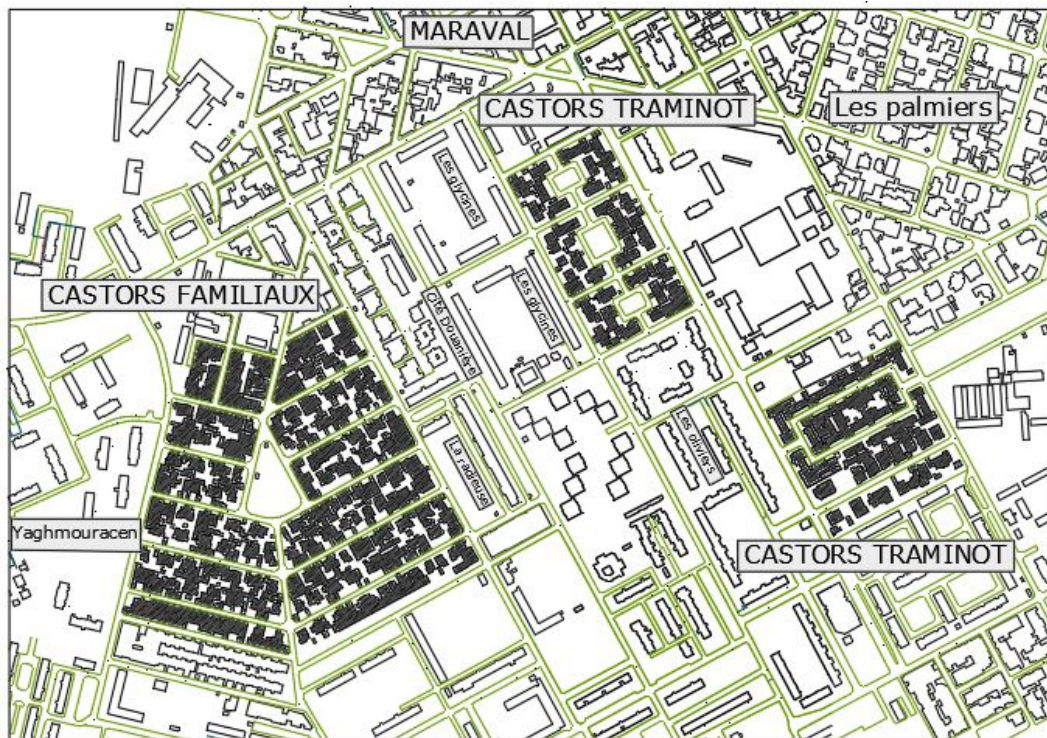 MARAVAL
CASTORS TRAMINOT
Les palmiers
Les glycines
CASTORS FAMILIAUX
Les glycines
Cité Douanière
Les oliviers
La radieuse
Yaghmouracen
CASTORS TRAMINOT